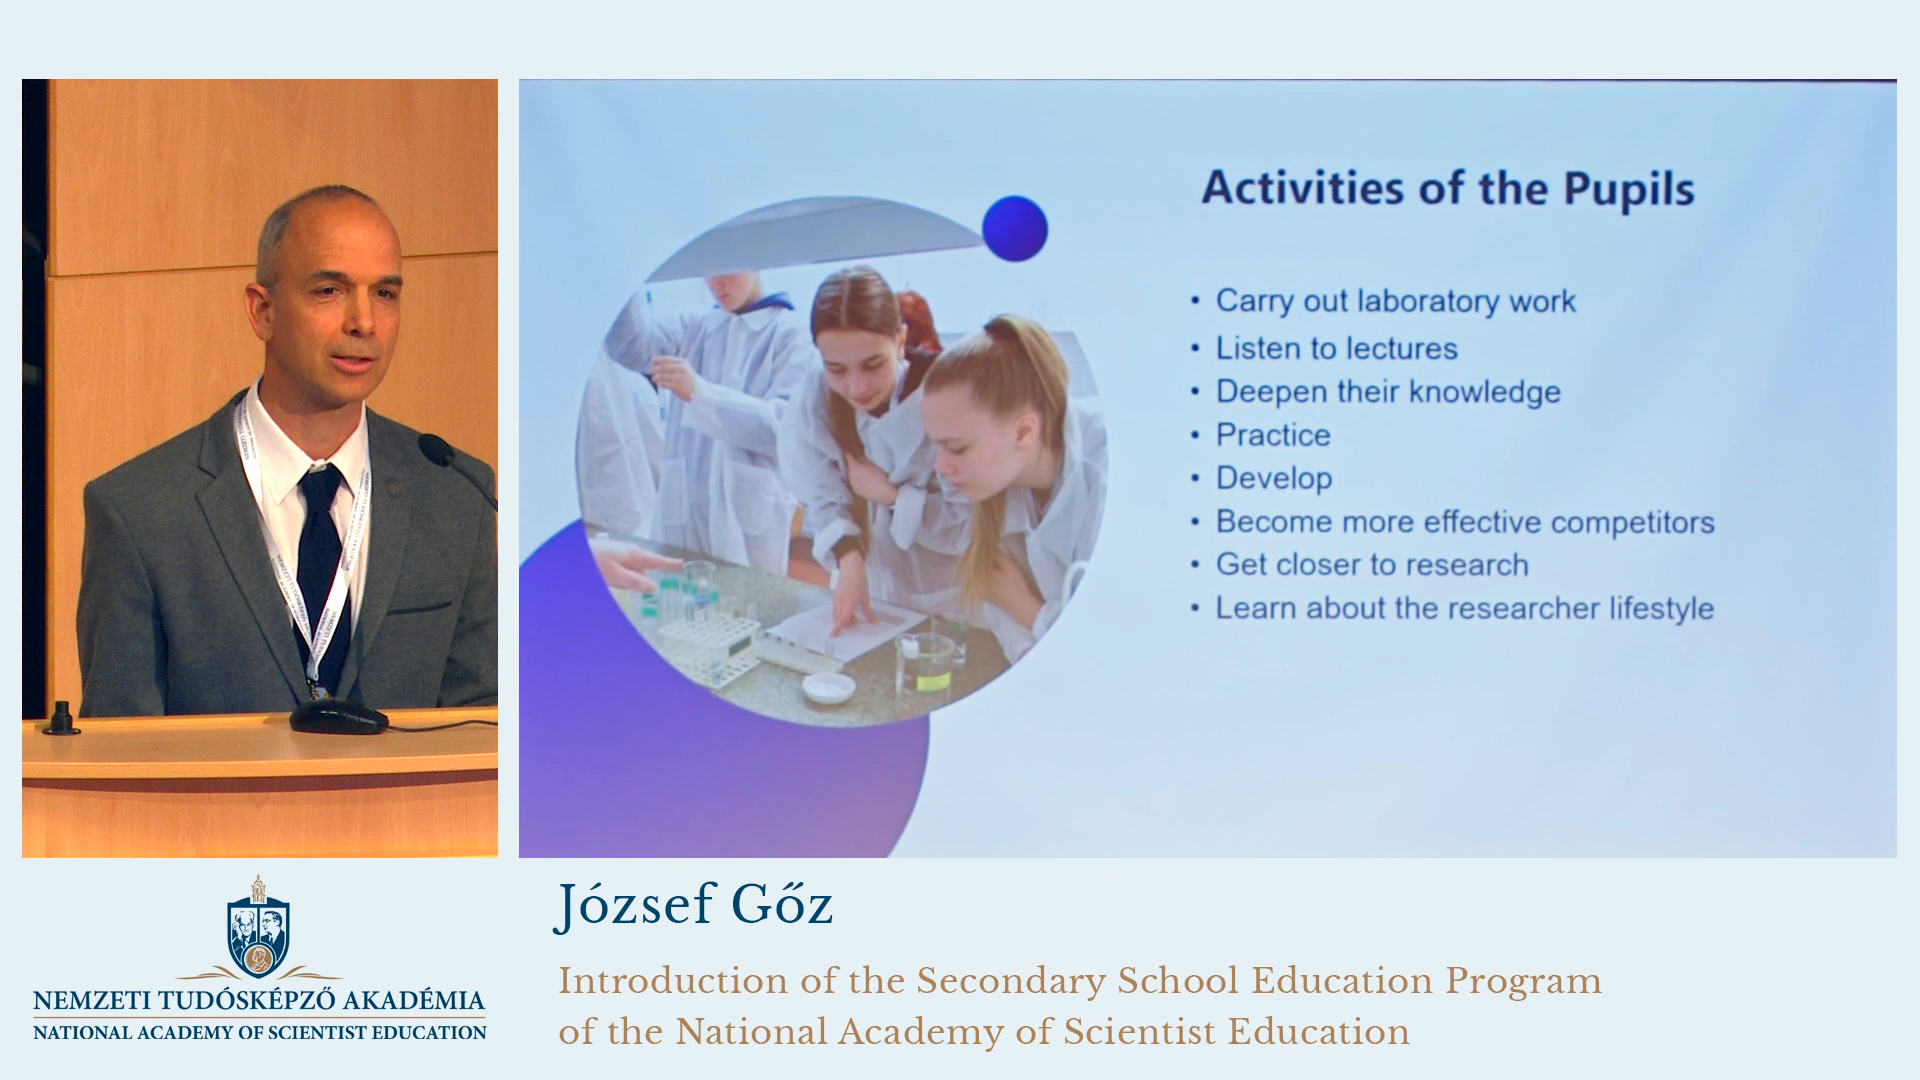 Activities of the Pupils
• Carry out laboratory work
• Listen to lectures
• Deepen their knowledge
• Practice
• Develop
• Become more effective competitors
• Get closer to research
• Learn about the researcher lifestyle
József Gőz
Introduction of the Secondary School Education Program
of the National Academy of Scientist Education
NEMZETI TUDÓSKÉPZŐ AKADÉMIA
NATIONAL ACADEMY OF SCIENTIST EDUCATION